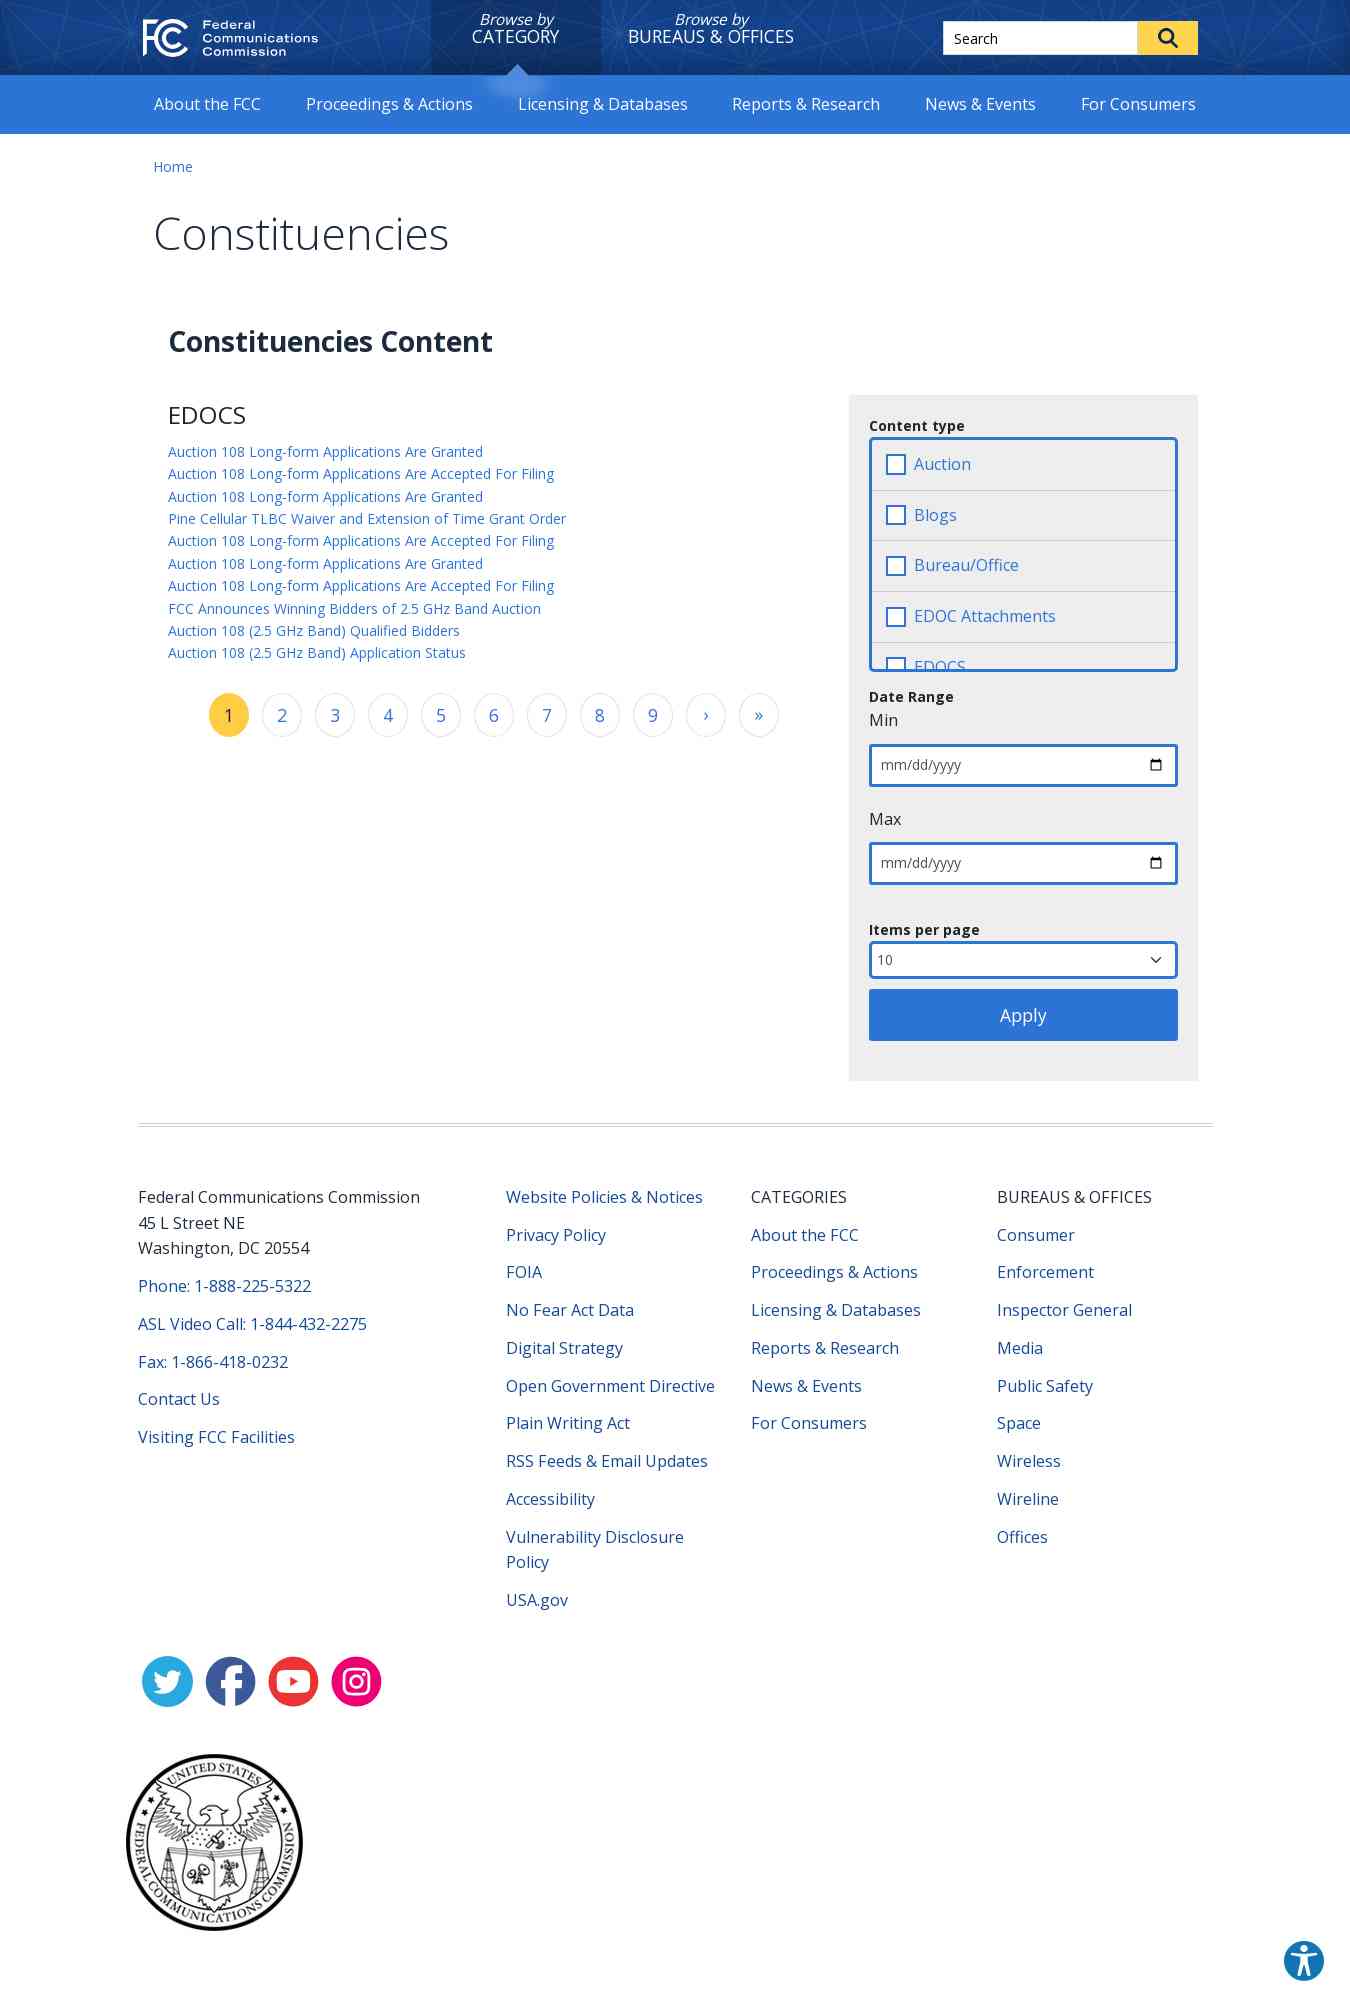 FC
Federal
Communications
Commission
Browse by
CATEGORY
Browse by
BUREAUS & OFFICES
Search
About the FCC
Proceedings & Actions
Licensing & Databases
Reports & Research
News & Events
For Consumers
Home
Constituencies
Constituencies Content
EDOCS
Auction 108 Long-form Applications Are Granted
Auction 108 Long-form Applications Are Accepted For Filing
Auction 108 Long-form Applications Are Granted
Pine Cellular TLBC Waiver and Extension of Time Grant Order
Auction 108 Long-form Applications Are Accepted For Filing
Auction 108 Long-form Applications Are Granted
Auction 108 Long-form Applications Are Accepted For Filing
FCC Announces Winning Bidders of 2.5 GHz Band Auction
Auction 108 (2.5 GHz Band) Qualified Bidders
Auction 108 (2.5 GHz Band) Application Status
1 2 3 4 5 6 7 8 9 › »
Content type
Auction
Blogs
Bureau/Office
EDOC Attachments
EDOCS
Date Range
Min
mm/dd/yyyy
Max
mm/dd/yyyy
Items per page
10
Apply
Federal Communications Commission
45 L Street NE
Washington, DC 20554
Phone: 1-888-225-5322
ASL Video Call: 1-844-432-2275
Fax: 1-866-418-0232
Contact Us
Visiting FCC Facilities
Website Policies & Notices
Privacy Policy
FOIA
No Fear Act Data
Digital Strategy
Open Government Directive
Plain Writing Act
RSS Feeds & Email Updates
Accessibility
Vulnerability Disclosure
Policy
USA.gov
CATEGORIES
About the FCC
Proceedings & Actions
Licensing & Databases
Reports & Research
News & Events
For Consumers
BUREAUS & OFFICES
Consumer
Enforcement
Inspector General
Media
Public Safety
Space
Wireless
Wireline
Offices
UNITED STATES
FEDERAL COMMUNICATIONS COMMISSION